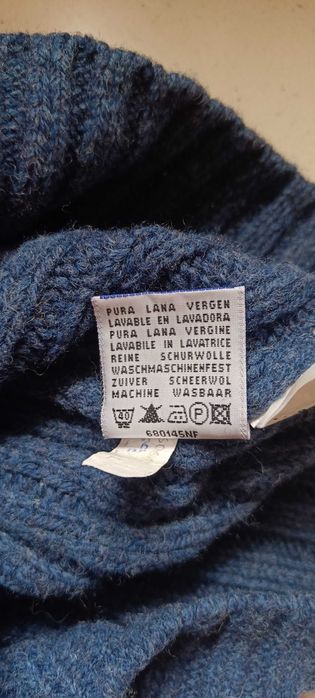 PURA LANA VERGEN
LAVABLE EN LAVADORA
PURA LANA VERGINE
LAVABILE IN LAVATRICE
REINE SCHURWOLLE
WASCHMASCHINENFEST
ZUIVER SCHEERWOL
MACHINE WASBAAR
40 P
680145NF